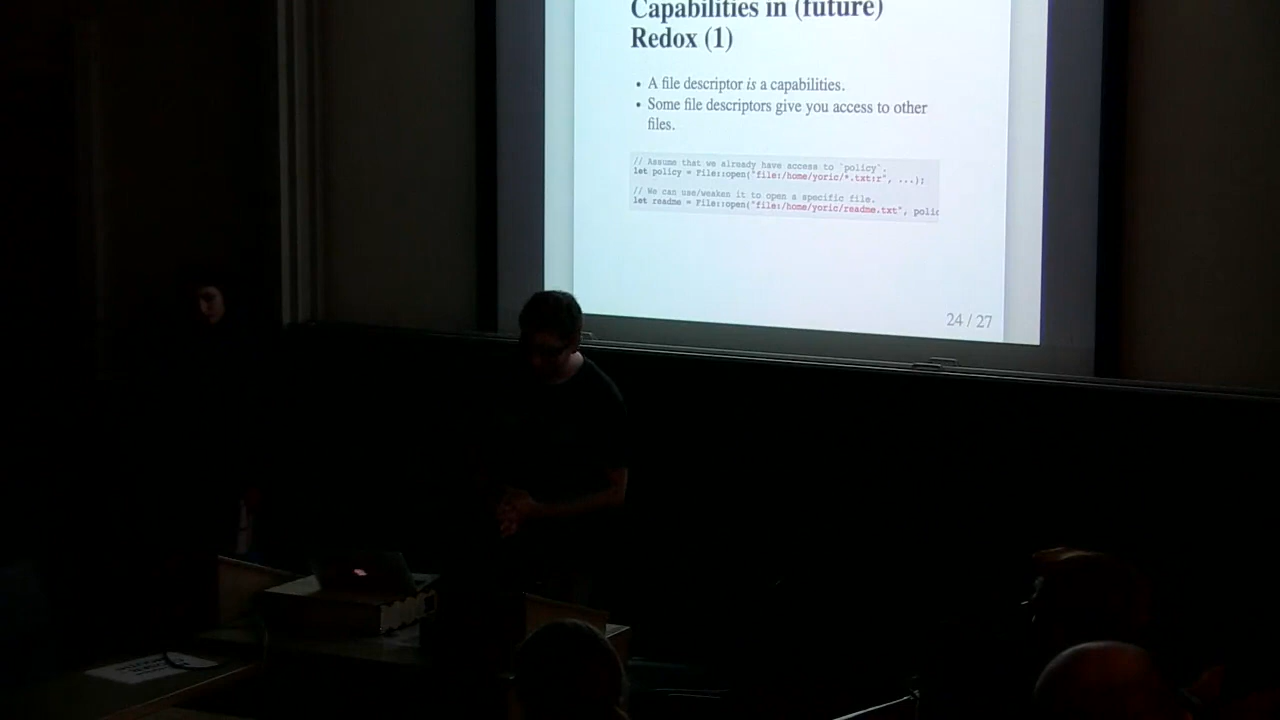 Capabilities in (future)
Redox (1)
• A file descriptor is a capabilities.
• Some file descriptors give you access to other
files.
// Assume that we already have access to `policy`.
let policy = File::open("file:/home/yoric/*.txt:r", ...);
// We can use/weaken it to open a specific file.
let readme = File::open("file:/home/yoric/readme.txt", polic
24 / 27